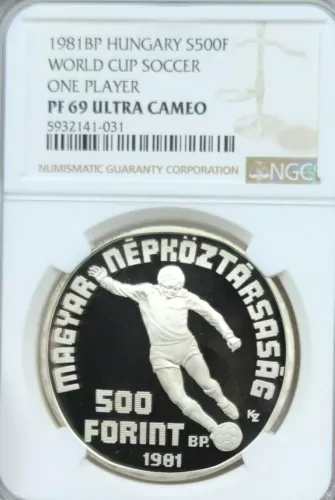 1981BP HUNGARY S500F
WORLD CUP SOCCER
ONE PLAYER
PF 69 ULTRA CAMEO
5932141-031
NUMISMATIC GUARANTY CORPORATION
NGC
MAGYAR NÉPKÖZTÁRSASÁG
500
FORINT BP.
1981
KZ